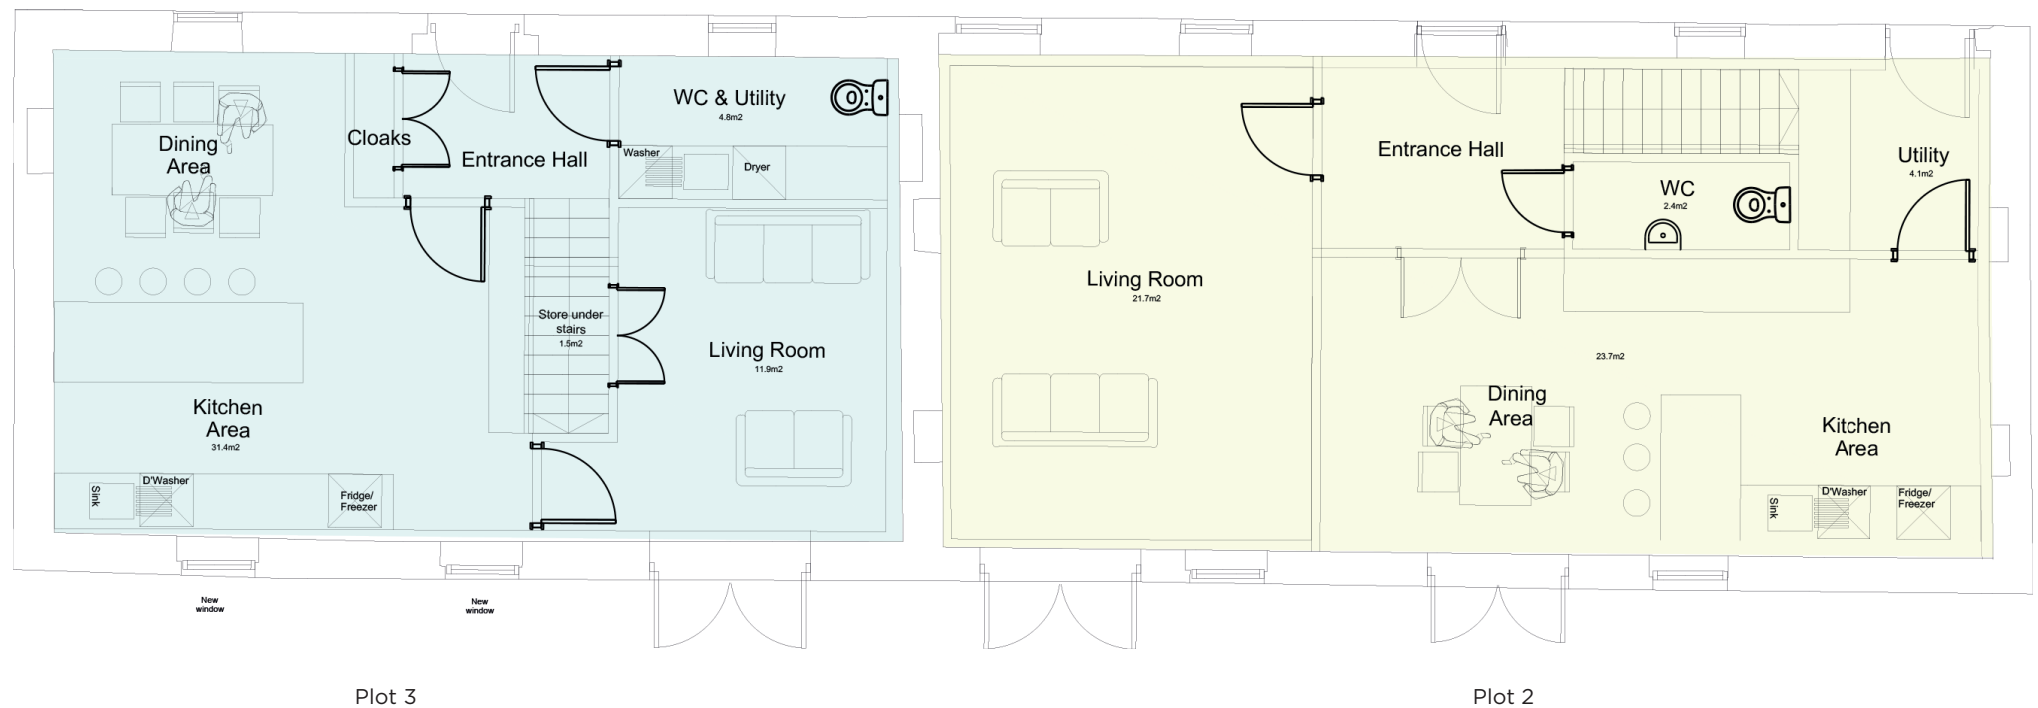 WC & Utility
4.8m2
Dining
Area
Cloaks
Entrance Hall
Washer
Dryer
Store under
stairs
1.5m2
Living Room
11.9m2
Kitchen
Area
31.4m2
Sink
D'Washer
Fridge/
Freezer
New
window
New
window
Plot 3
Entrance Hall
Utility
4.1m2
WC
2.4m2
Living Room
21.7m2
23.7m2
Dining
Area
Kitchen
Area
Sink
D'Washer
Fridge/
Freezer
Plot 2